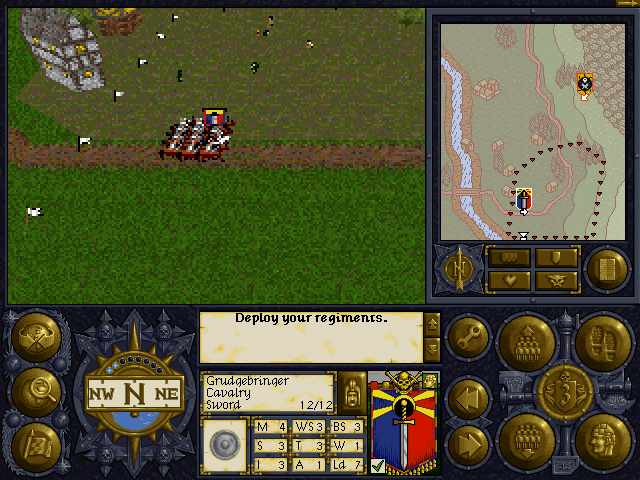 N
Deploy your regiments.
NW N NE
Grudgebringer
Cavalry
Sword 12/12
M 4 WS 3 BS 3
S 3 T 3 W 1
I 3 A 1 Ld 7
3